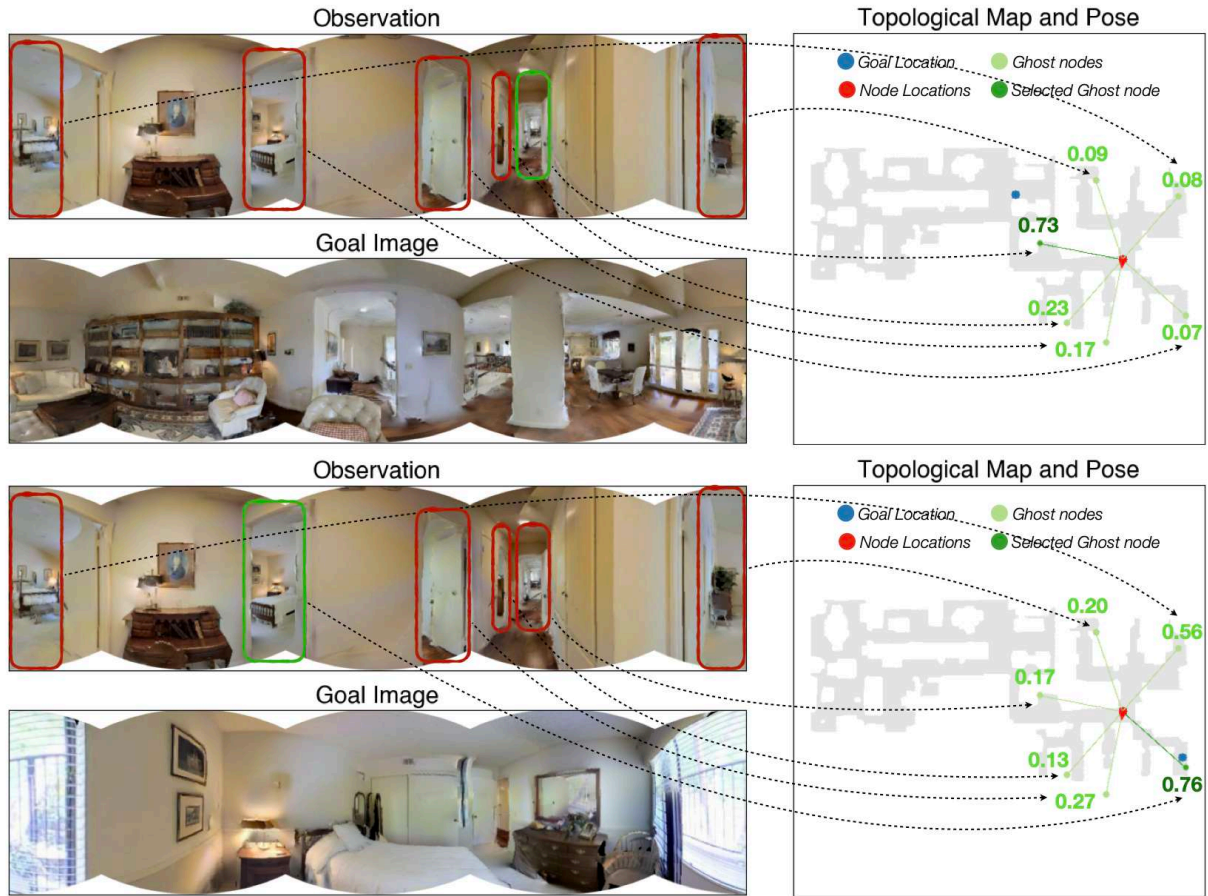 Observation
Topological Map and Pose
Goal Location
Ghost nodes
Node Locations
Selected Ghost node
0.09
0.08
0.73
0.23
0.17
0.07
Goal Image
Observation
Topological Map and Pose
Goal Location
Ghost nodes
Node Locations
Selected Ghost node
0.20
0.56
0.17
0.13
0.27
0.76
Goal Image